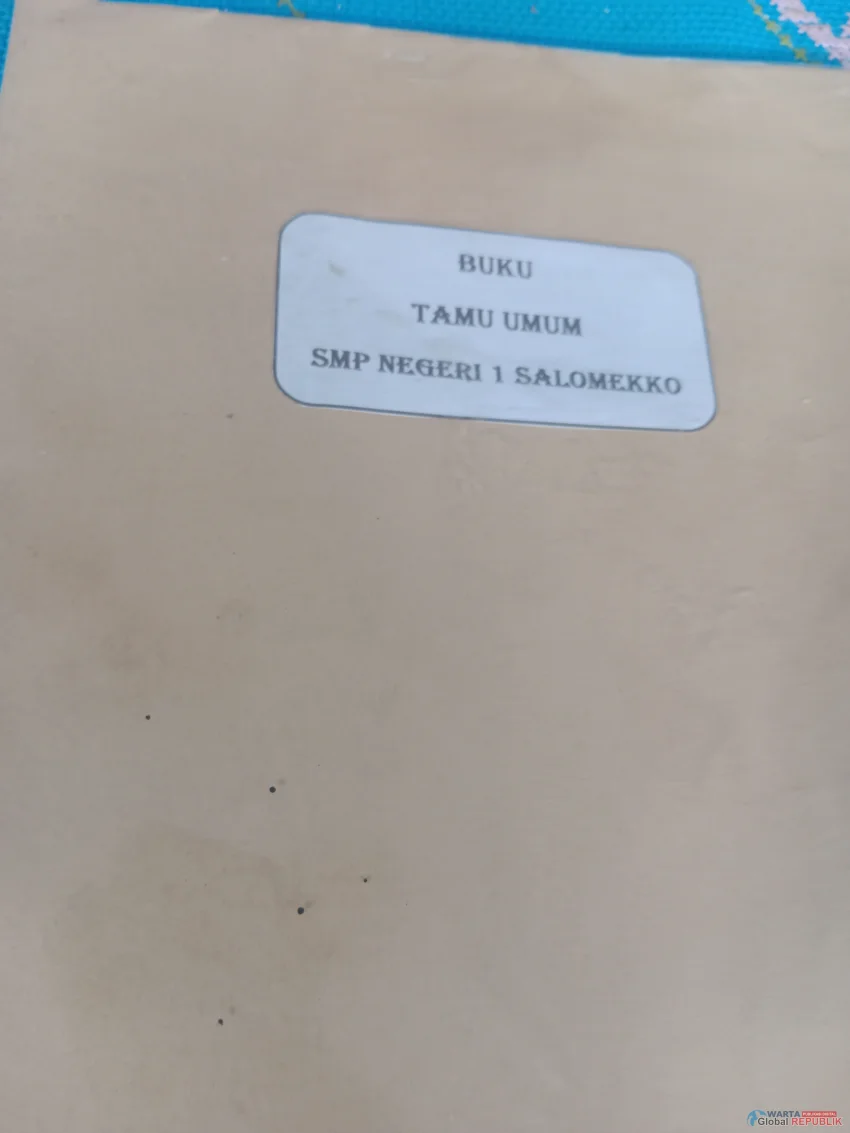 BUKU
TAMU UMUM
SMP NEGERI 1 SALOMEKKO
WARTA
Global REPUBLIK